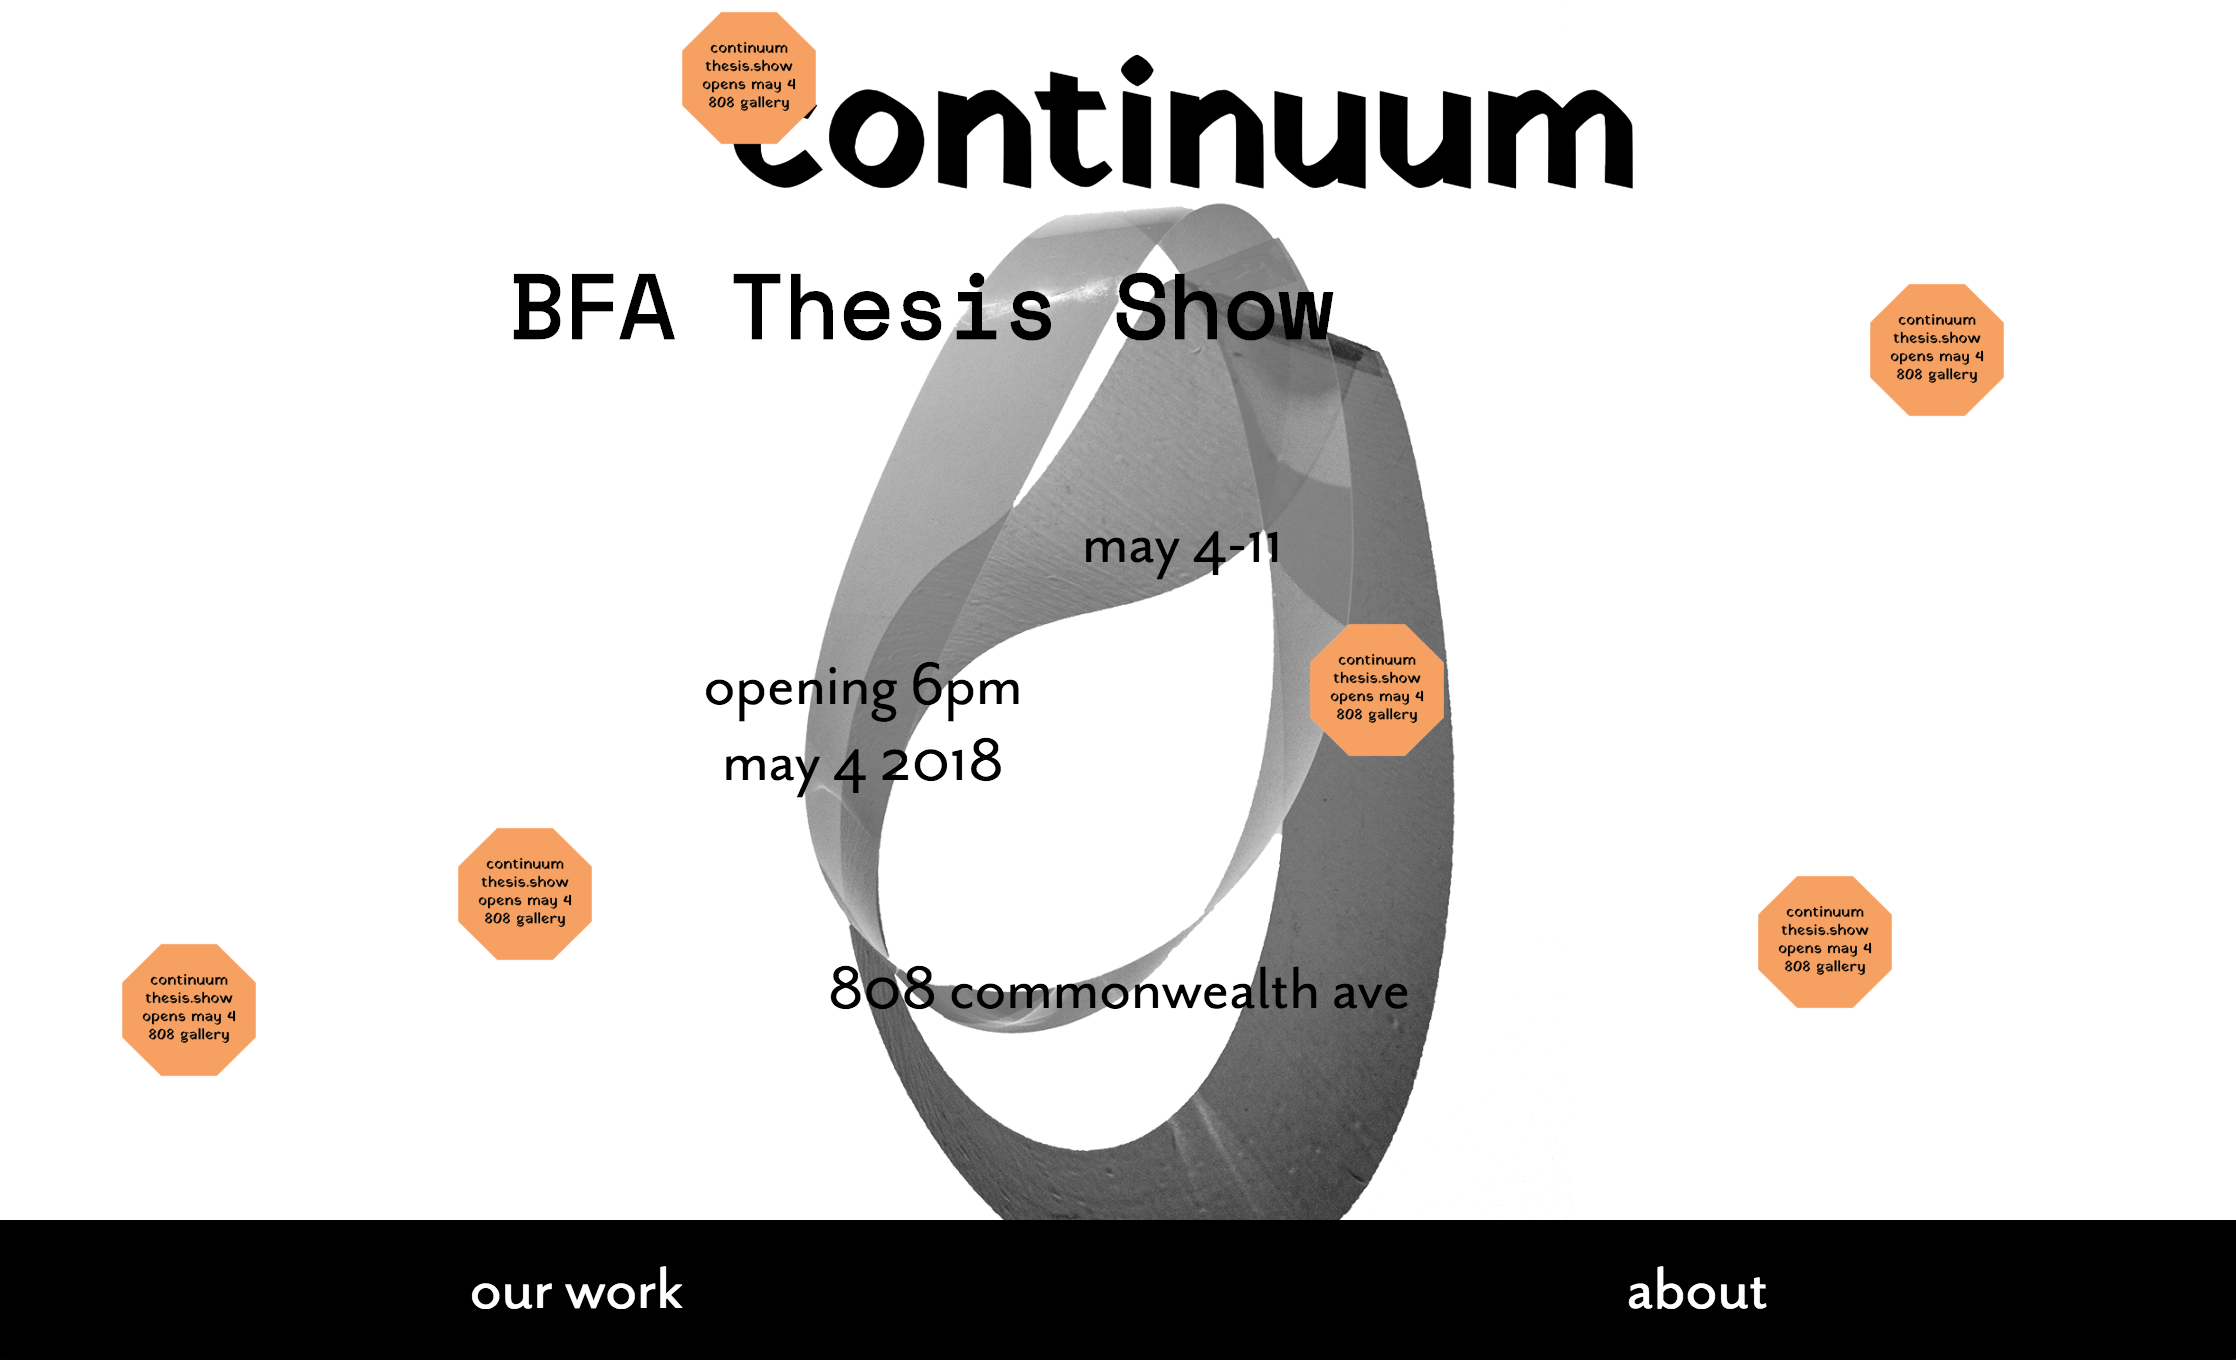 continuum
thesis.show
opens may 4
808 gallery
continuum
BFA Thesis Show
continuum
thesis.show
opens may 4
808 gallery
may 4-11
opening 6pm
may 4 2018
continuum
thesis.show
opens may 4
808 gallery
continuum
thesis.show
opens may 4
808 gallery
continuum
thesis.show
opens may 4
808 gallery
808 commonwealth ave
continuum
thesis.show
opens may 4
808 gallery
our work
about